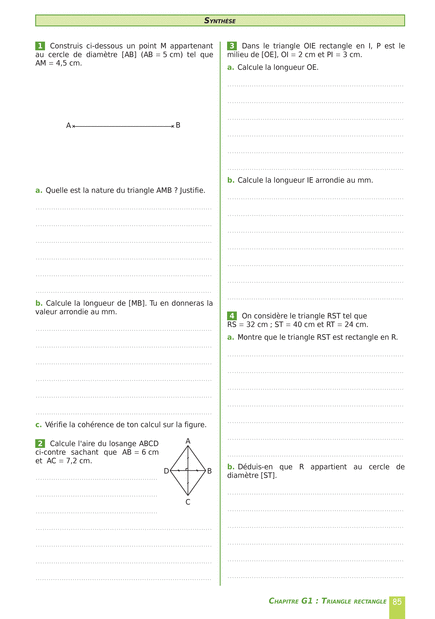 SYNTHÈSE
1 Construis ci-dessous un point M appartenant
au cercle de diamètre [AB] (AB = 5 cm) tel que
AM = 4,5 cm.
A
B
a. Quelle est la nature du triangle AMB ? Justifie.
b. Calcule la longueur de [MB]. Tu en donneras la
valeur arrondie au mm.
c. Vérifie la cohérence de ton calcul sur la figure.
2 Calcule l'aire du losange ABCD
ci-contre sachant que AB = 6 cm
et AC = 7,2 cm.
A
D
B
C
3 Dans le triangle OIE rectangle en I, P est le
milieu de [OE], OI = 2 cm et PI = 3 cm.
a. Calcule la longueur OE.
b. Calcule la longueur IE arrondie au mm.
4 On considère le triangle RST tel que
RS = 32 cm ; ST = 40 cm et RT = 24 cm.
a. Montre que le triangle RST est rectangle en R.
b. Déduis-en que R appartient au cercle de
diamètre [ST].
CHAPITRE G1 : TRIANGLE RECTANGLE 85